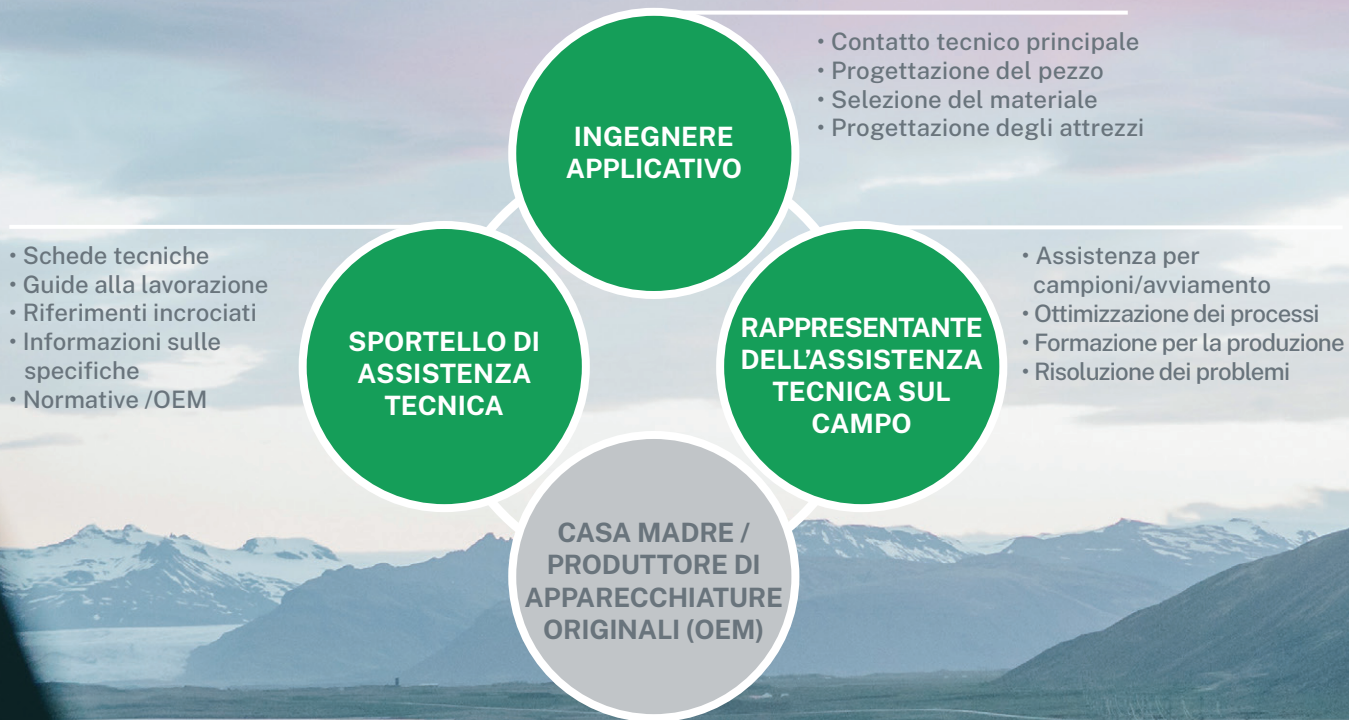 • Contatto tecnico principale
• Progettazione del pezzo
• Selezione del materiale
• Progettazione degli attrezzi
INGEGNERE
APPLICATIVO
• Schede tecniche
• Guide alla lavorazione
• Riferimenti incrociati
• Informazioni sulle
specifiche
• Normative /OEM
SPORTELLO DI
ASSISTENZA
TECNICA
RAPPRESENTANTE
DELL'ASSISTENZA
TECNICA SUL
CAMPO
• Assistenza per
campioni/avviamento
• Ottimizzazione dei processi
• Formazione per la produzione
• Risoluzione dei problemi
CASA MADRE /
PRODUTTORE DI
APPARECCHIATURE
ORIGINALI (OEM)